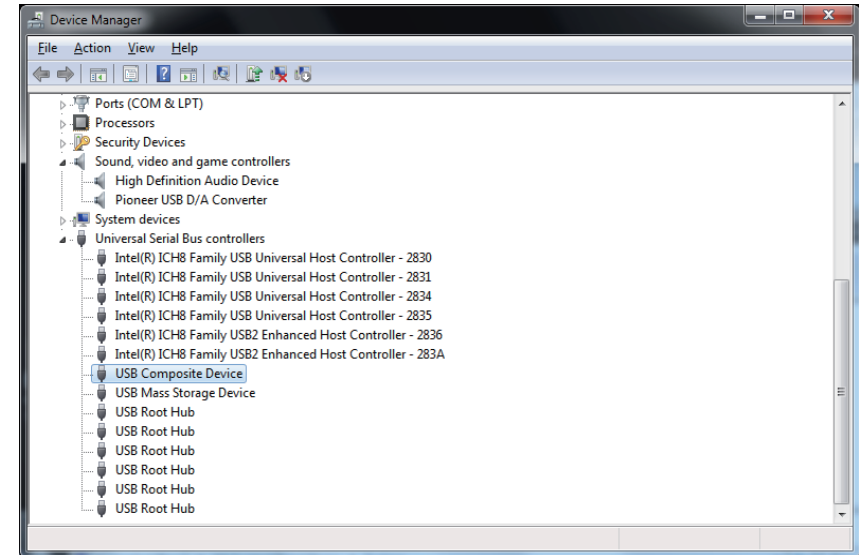 Device Manager
File Action View Help
Ports (COM & LPT)
Processors
Security Devices
Sound, video and game controllers
High Definition Audio Device
Pioneer USB D/A Converter
System devices
Universal Serial Bus controllers
Intel(R) ICH8 Family USB Universal Host Controller - 2830
Intel(R) ICH8 Family USB Universal Host Controller - 2831
Intel(R) ICH8 Family USB Universal Host Controller - 2834
Intel(R) ICH8 Family USB Universal Host Controller - 2835
Intel(R) ICH8 Family USB2 Enhanced Host Controller - 2836
Intel(R) ICH8 Family USB2 Enhanced Host Controller - 283A
USB Composite Device
USB Mass Storage Device
USB Root Hub
USB Root Hub
USB Root Hub
USB Root Hub
USB Root Hub
USB Root Hub